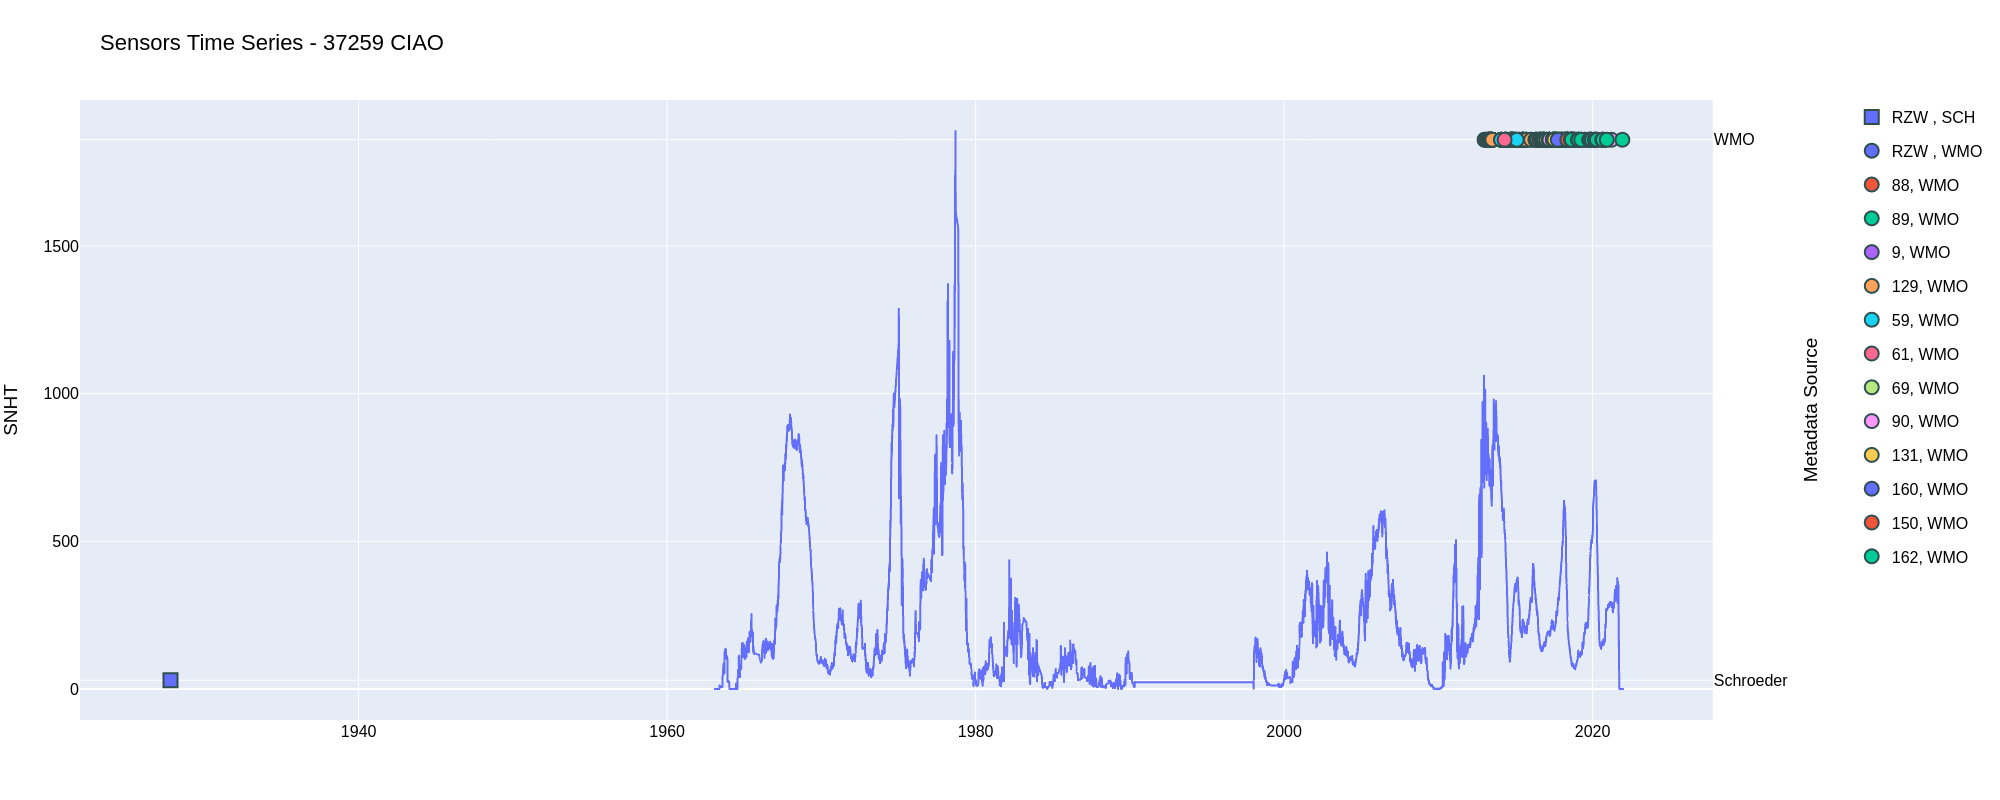 Sensors Time Series - 37259 CIAO
SNHT
1500
1000
500
0
1940
1960
1980
2000
2020
WMO
Schroeder
Metadata Source
RZW , SCH
RZW , WMO
88, WMO
89, WMO
9, WMO
129, WMO
59, WMO
61, WMO
69, WMO
90, WMO
131, WMO
160, WMO
150, WMO
162, WMO